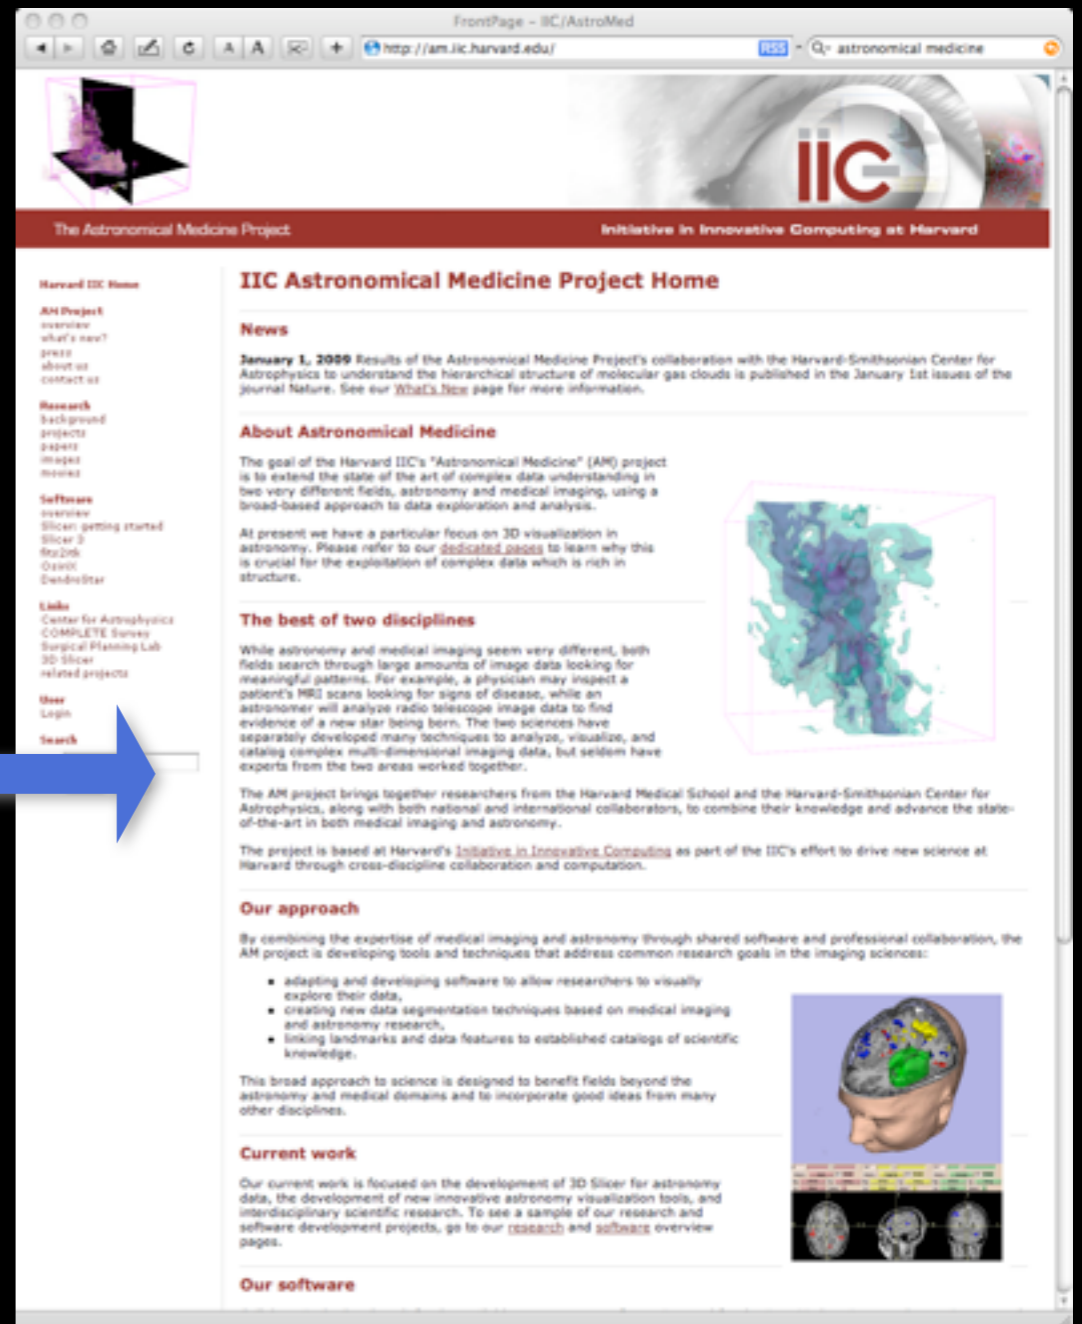 FrontPage – IIC/AstroMed
A A
http://am.iic.harvard.edu/
RSS
astronomical medicine
iic
The Astronomical Medicine Project
Initiative in Innovative Computing at Harvard
Harvard IIC Home
AM Project
overview
what's new?
press
about us
contact us
Research
background
projects
papers
images
movies
Software
overview
Slicer: getting started
Slicer 3
fits2itk
OsiriX
DendroStar
Links
Center for Astrophysics
COMPLETE Survey
Surgical Planning Lab
3D Slicer
related projects
User
Login
Search
IIC Astronomical Medicine Project Home
News
January 1, 2009 Results of the Astronomical Medicine Project's collaboration with the Harvard-Smithsonian Center for
Astrophysics to understand the hierarchical structure of molecular gas clouds is published in the January 1st issues of the
journal Nature. See our What's New page for more information.
About Astronomical Medicine
The goal of the Harvard IIC's "Astronomical Medicine" (AM) project
is to extend the state of the art of complex data understanding in
two very different fields, astronomy and medical imaging, using a
broad-based approach to data exploration and analysis.
At present we have a particular focus on 3D visualization in
astronomy. Please refer to our dedicated pages to learn why this
is crucial for the exploitation of complex data which is rich in
structure.
The best of two disciplines
While astronomy and medical imaging seem very different, both
fields search through large amounts of image data looking for
meaningful patterns. For example, a physician may inspect a
patient's MRI scans looking for signs of disease, while an
astronomer will analyze radio telescope image data to find
evidence of a new star being born. The two sciences have
separately developed many techniques to analyze, visualize, and
catalog complex multi-dimensional imaging data, but seldom have
experts from the two areas worked together.
The AM project brings together researchers from the Harvard Medical School and the Harvard-Smithsonian Center for
Astrophysics, along with both national and international collaborators, to combine their knowledge and advance the state-
of-the-art in both medical imaging and astronomy.
The project is based at Harvard's Initiative in Innovative Computing as part of the IIC's effort to drive new science at
Harvard through cross-discipline collaboration and computation.
Our approach
By combining the expertise of medical imaging and astronomy through shared software and professional collaboration, the
AM project is developing tools and techniques that address common research goals in the imaging sciences:
• adapting and developing software to allow researchers to visually
explore their data,
• creating new data segmentation techniques based on medical imaging
and astronomy research,
• linking landmarks and data features to established catalogs of scientific
knowledge.
This broad approach to science is designed to benefit fields beyond the
astronomy and medical domains and to incorporate good ideas from many
other disciplines.
Current work
Our current work is focused on the development of 3D Slicer for astronomy
data, the development of new innovative astronomy visualization tools, and
interdisciplinary scientific research. To see a sample of our research and
software development projects, go to our research and software overview
pages.
Our software